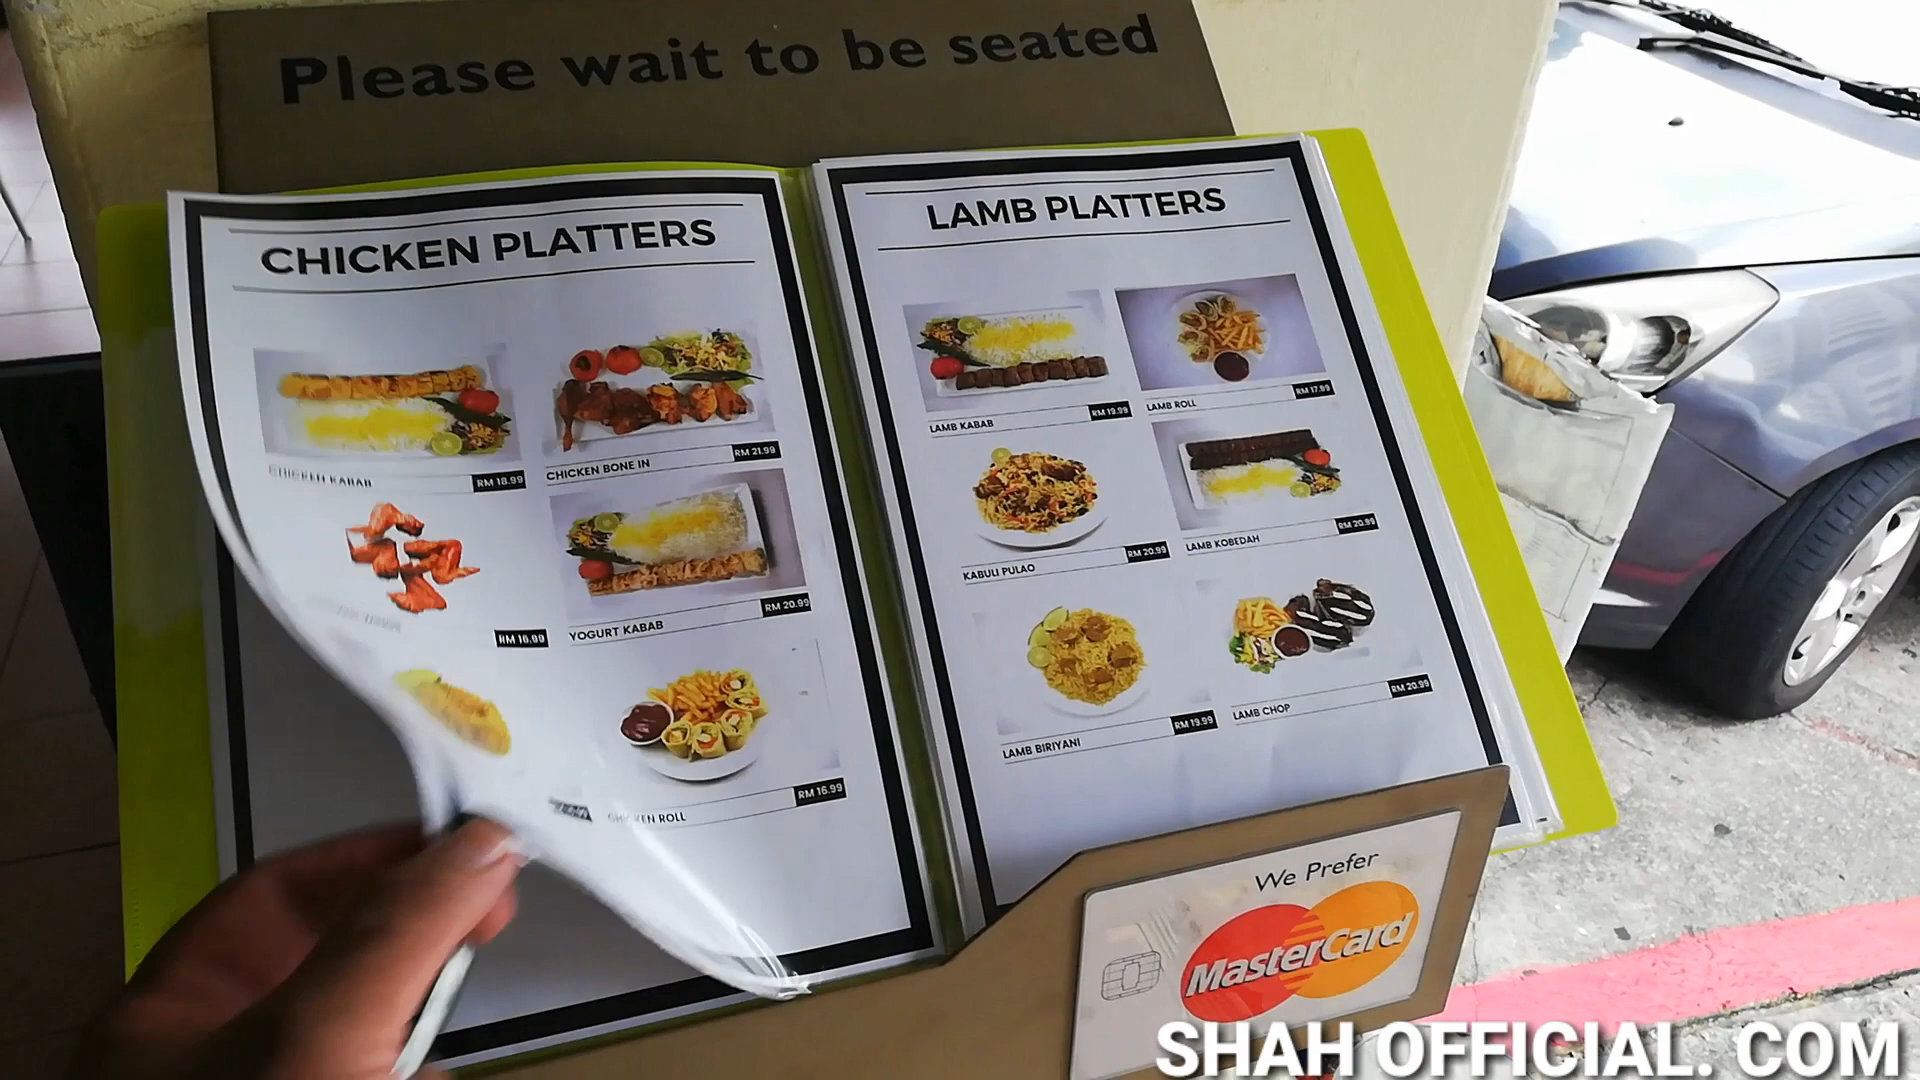 Please wait to be seated
CHICKEN PLATTERS
CHICKEN KABAB
RM 18.99
CHICKEN BONE IN
RM 21.99
RM 16.99
YOGURT KABAB
RM 20.99
CHICKEN ROLL
RM 16.99
LAMB PLATTERS
LAMB KABAB
RM 19.99
LAMB ROLL
RM 17.99
KABULI PULAO
RM 20.99
LAMB KOBEDAH
RM 20.99
LAMB BIRIYANI
RM 19.99
LAMB CHOP
RM 20.99
We Prefer
MasterCard
SHAH OFFICIAL. COM